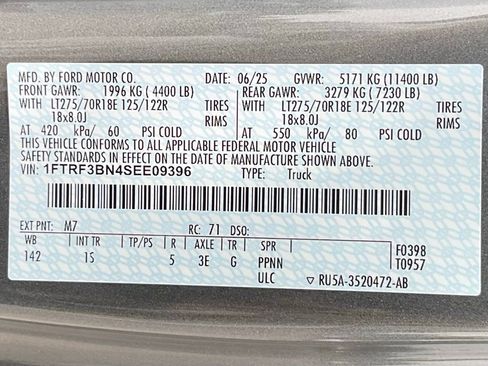 MFD. BY FORD MOTOR CO. DATE: 06/25 GVWR: 5171 KG (11400 LB)
FRONT GAWR: 1996 KG (4400 LB) REAR GAWR: 3279 KG (7230 LB)
WITH LT275/70R18E 125/122R TIRES WITH LT275/70R18E 125/122R TIRES
18x8.0J RIMS 18x8.0J RIMS
AT 420 kPa/ 60 PSI COLD AT 550 kPa/ 80 PSI COLD
THIS VEHICLE CONFORMS TO ALL APPLICABLE FEDERAL MOTOR VEHICLE
SAFETY STANDARDS IN EFFECT ON THE DATE OF MANUFACTURE SHOWN ABOVE.
VIN: 1FTRF3BN4SEE09396 TYPE: Truck
EXT PNT: M7 RC: 71 DSO:
WB INT TR TP/PS R AXLE TR SPR F0398
142 1S 5 3E G PPNN T0957
ULC RU5A-3520472-AB